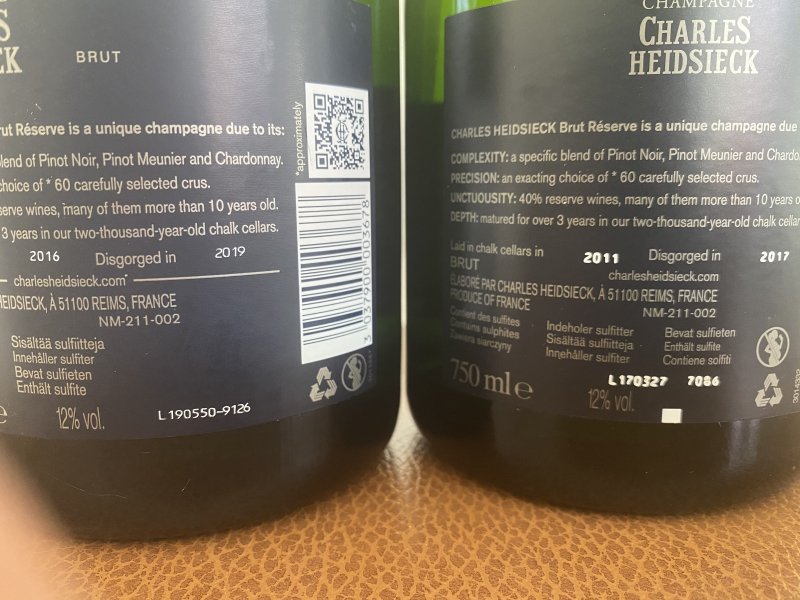 S
EK
BRUT
rut Réserve is a unique champagne due to its:
lend of Pinot Noir, Pinot Meunier and Chardonnay.
choice of * 60 carefully selected crus.
serve wines, many of them more than 10 years old.
3 years in our two-thousand-year-old chalk cellars.
2016 Disgorged in 2019
charlesheidsieck.com
HEIDSIECK, À 51100 REIMS, FRANCE
NM-211-002
Sisältää sulfiitteja
Innehåller sulfiter
Bevat sulfieten
Enthält sulfite
e 12% vol.
L190550-9126
*approximately
3 037900 003678
CHAMPAGNE
CHARLES
HEIDSIECK
CHARLES HEIDSIECK Brut Réserve is a unique champagne due
COMPLEXITY: a specific blend of Pinot Noir, Pinot Meunier and Chardo
PRECISION: an exacting choice of * 60 carefully selected crus.
UNCTUOUSITY: 40% reserve wines, many of them more than 10 years o
DEPTH: matured for over 3 years in our two-thousand-year-old chalk cellar
Laid in chalk cellars in 2011 Disgorged in 2017
BRUT
charlesheidsieck.com
ÉLABORÉ PAR CHARLES HEIDSIECK, À 51100 REIMS, FRANCE
PRODUCE OF FRANCE
NM-211-002
Contient des sulfites
Contains sulphites
Zawiera siarczyny
Indeholer sulfitter
Sisältää sulfiitteja
Innehåller sulfiter
Bevat sulfieten
Enthält sulfite
Contiene solfiti
750 ml e
L170327 7086
12% vol.